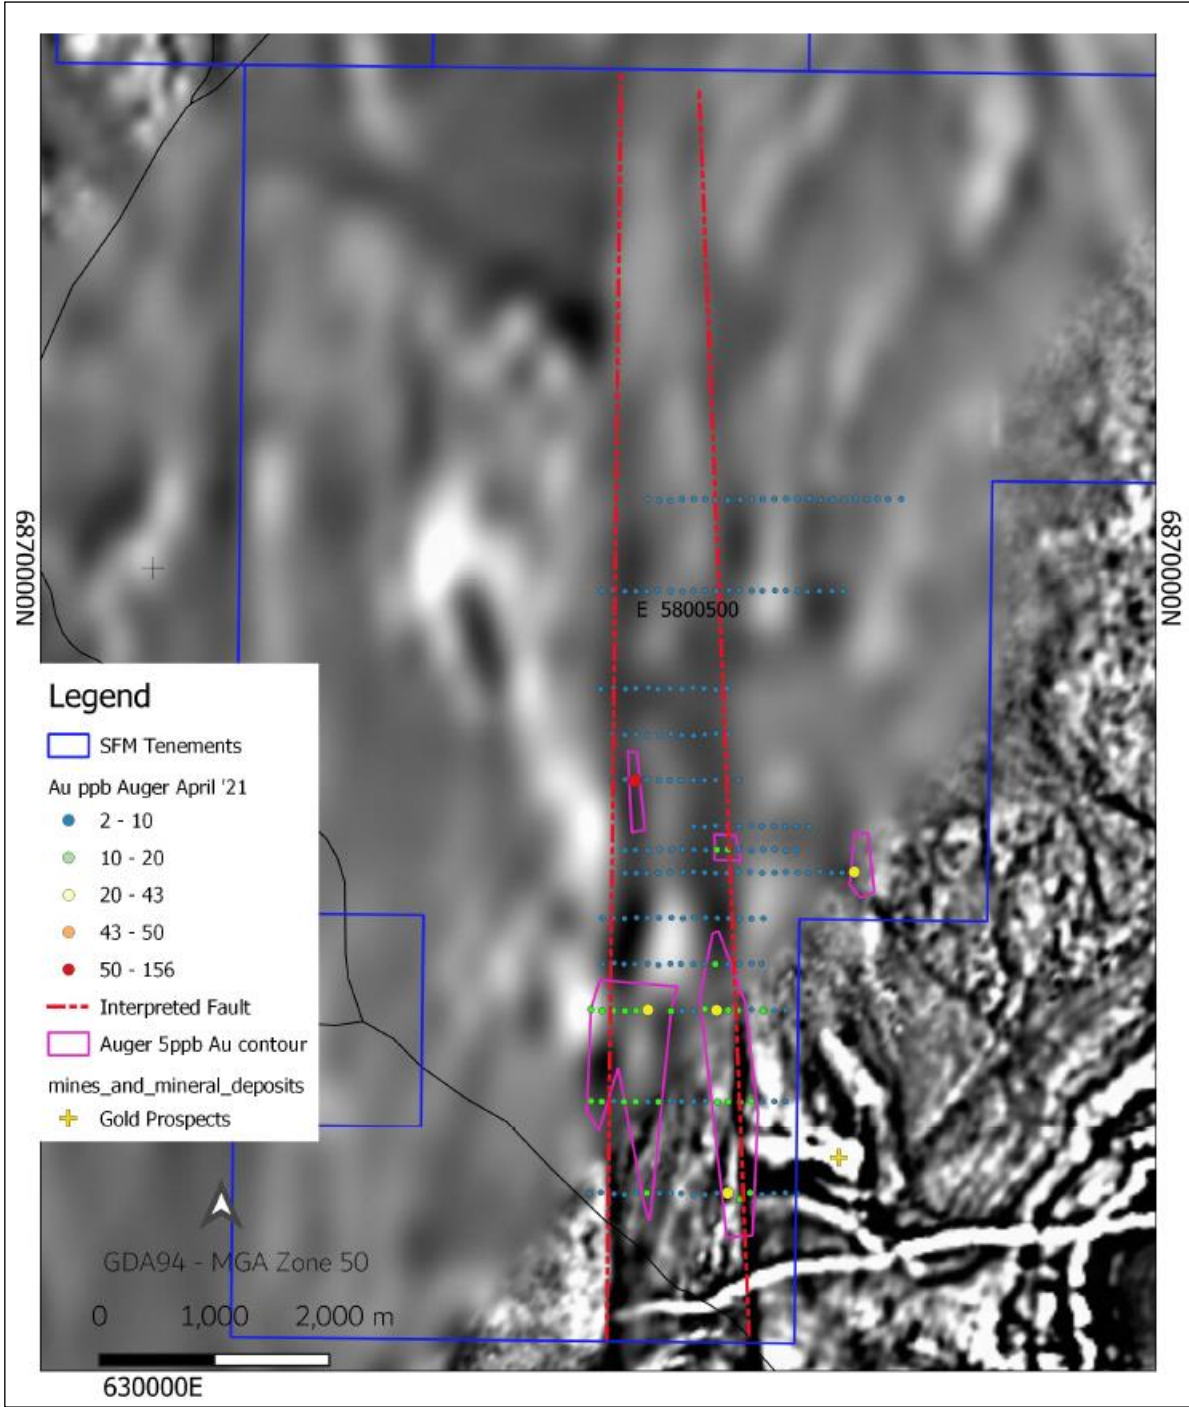 6870000N
6870000N
E 5800500
Legend
SFM Tenements
Au ppb Auger April '21
2 - 10
10 - 20
20 - 43
43 - 50
50 - 156
Interpreted Fault
Auger 5ppb Au contour
mines_and_mineral_deposits
Gold Prospects
GDA94 - MGA Zone 50
0 1,000 2,000 m
630000E